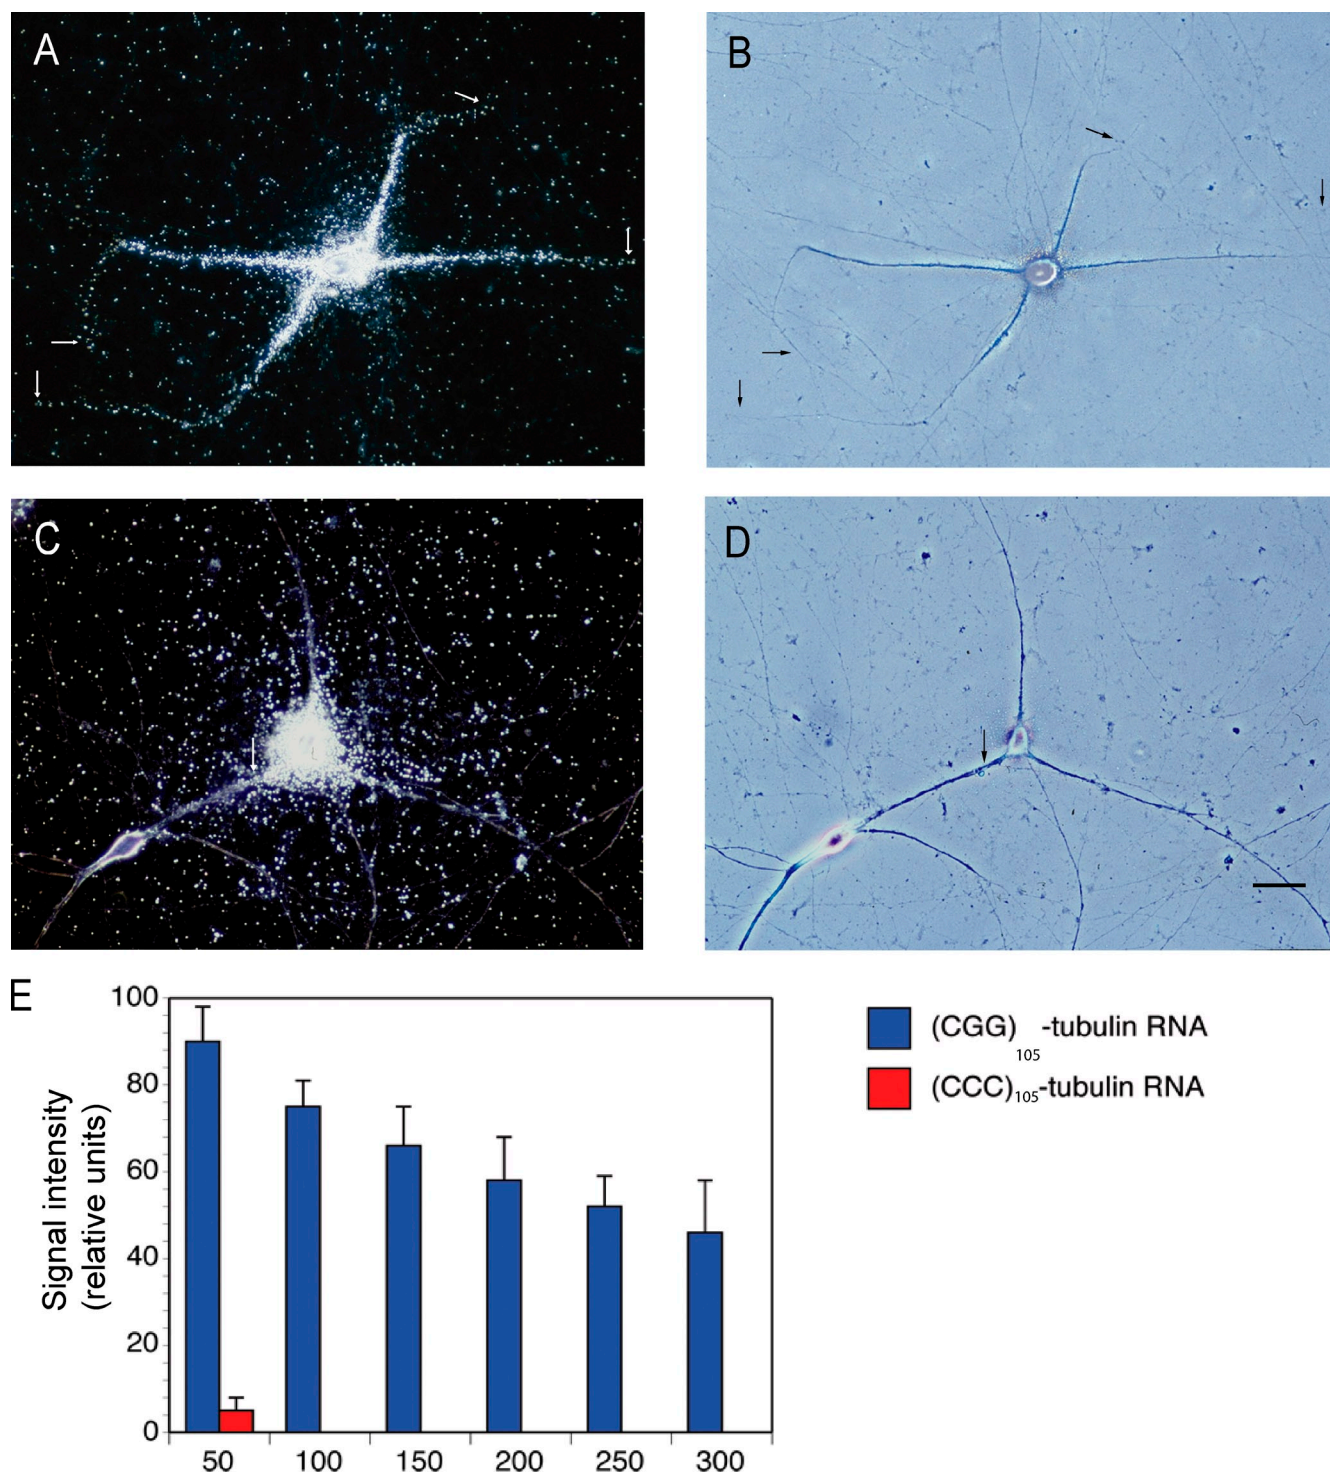 A
B
C
D
E
100
80
60
40
20
0
Signal intensity
(relative units)
50 100 150 200 250 300
(CGG)105-tubulin RNA
(CCC)105-tubulin RNA